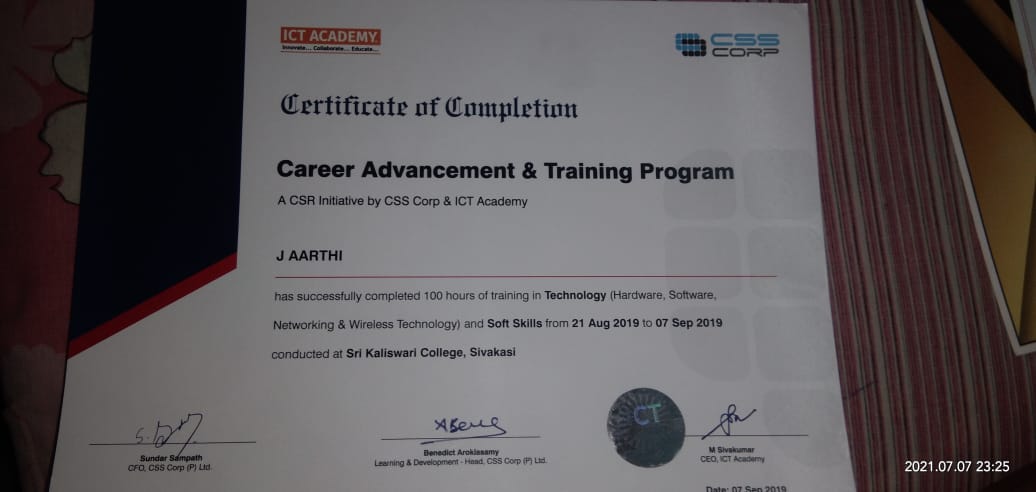 ICT ACADEMY
Innovate... Collaborate... Educate...
CSS
CORP
Certificate of Completion
Career Advancement & Training Program
A CSR Initiative by CSS Corp & ICT Academy
J AARTHI
has successfully completed 100 hours of training in Technology (Hardware, Software,
Networking & Wireless Technology) and Soft Skills from 21 Aug 2019 to 07 Sep 2019
conducted at Sri Kaliswari College, Sivakasi
CT
Sundar Sampath
CFO, CSS Corp (P) Ltd.
Benedict Arokiasamy
Learning & Development - Head, CSS Corp (P) Ltd.
M Sivakumar
CEO, ICT Academy
Date: 07 Sep 2019
2021.07.07 23:25